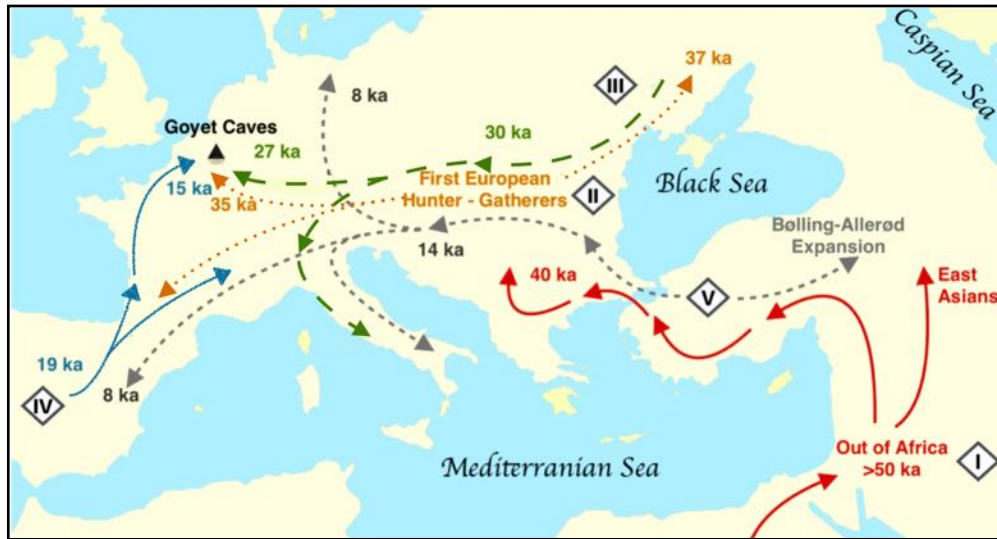 Caspian Sea
37 ka
III
8 ka
Goyet Caves
30 ka
27 ka
First European
Hunter - Gatherers
15 ka
35 ka
II
Black Sea
Bølling-Allerød
Expansion
14 ka
40 ka
V
East
Asians
19 ka
8 ka
IV
Mediterranian Sea
Out of Africa
>50 ka
I